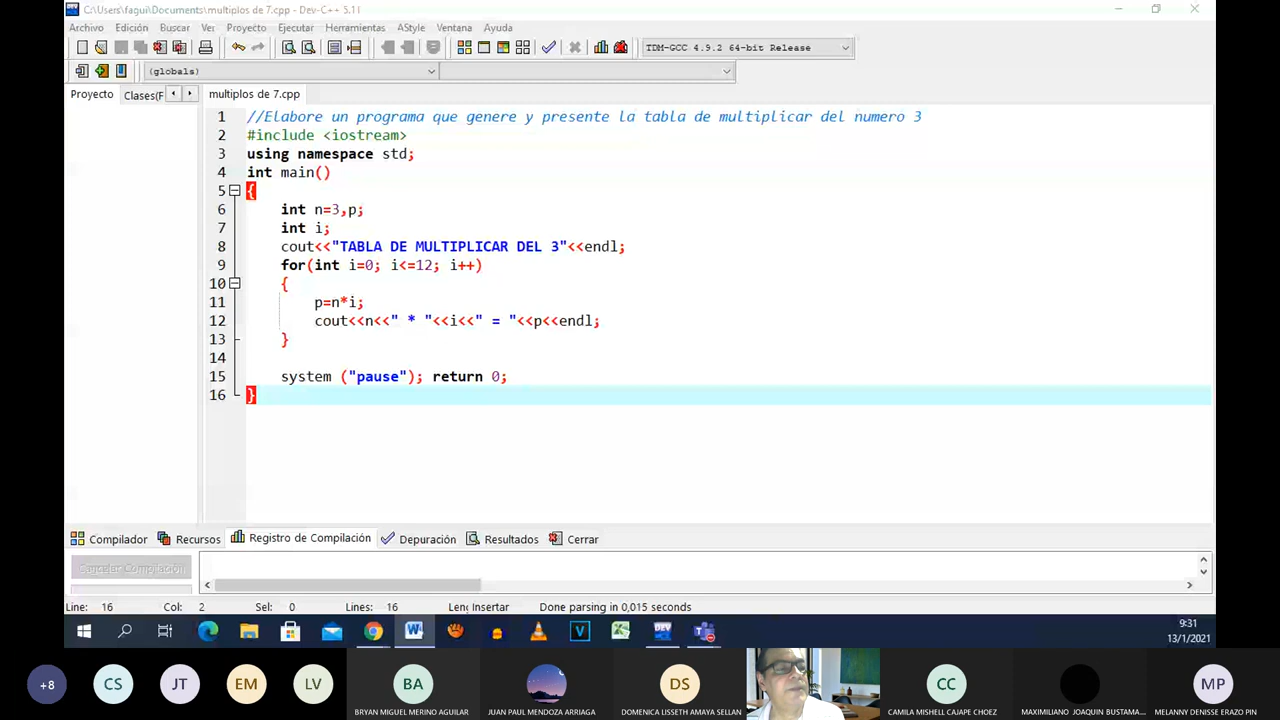 C:\Users\fagui\Documents\multiplos de 7.cpp - Dev-C++ 5.11
Archivo Edición Buscar Ver Proyecto Ejecutar Herramientas AStyle Ventana Ayuda
TDM-GCC 4.9.2 64-bit Release
(globals)
Proyecto Clases(F multiplos de 7.cpp
1 //Elabore un programa que genere y presente la tabla de multiplicar del numero 3
2 #include <iostream>
3 using namespace std;
4 int main()
5 {
6 int n=3,p;
7 int i;
8 cout<<"TABLA DE MULTIPLICAR DEL 3"<<endl;
9 for(int i=0; i<=12; i++)
10 {
11 p=n*i;
12 cout<<n<<" * "<<i<<" = "<<p<<endl;
13 }
14
15 system ("pause"); return 0;
16 }
Compilador Recursos Registro de Compilación Depuración Resultados Cerrar
Cancelar Compilación
Line: 16 Col: 2 Sel: 0 Lines: 16 Leng Insertar Done parsing in 0,015 seconds
DEV
9:31
13/1/2021
+8 CS JT EM LV BA DS CC MP
BRYAN MIGUEL MERINO AGUILAR JUAN PAUL MENDOZA ARRIAGA DOMENICA LISSETH AMAYA SELLAN CAMILA MISHELL CAJAPE CHOEZ MAXIMILIANO JOAQUIN BUSTAMA... MELANNY DENISSE ERAZO PIN